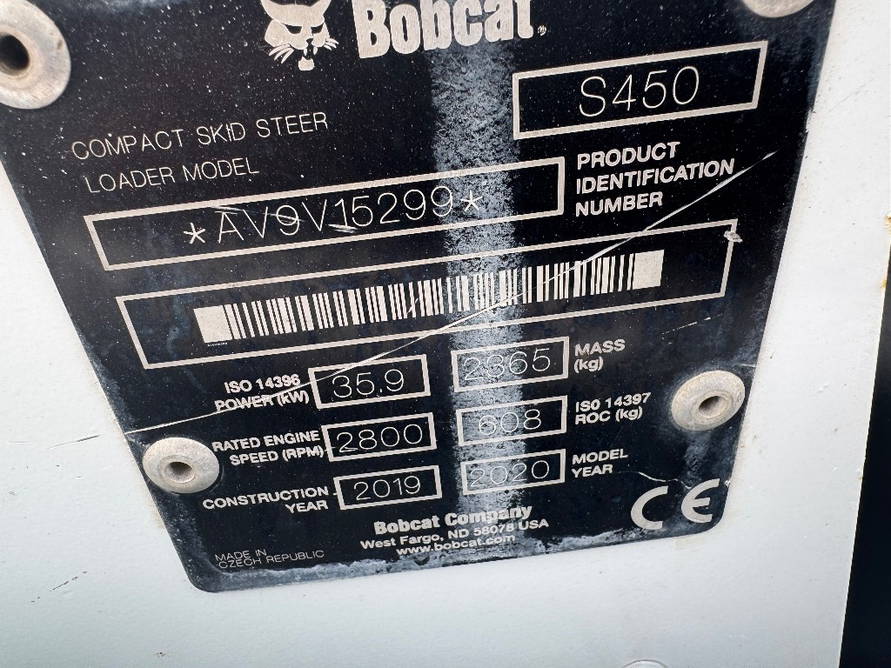 Bobcat
S450
COMPACT SKID STEER
LOADER MODEL
*AV9V15299*
PRODUCT
IDENTIFICATION
NUMBER
ISO 14396
POWER (kW)
35.9
2365
MASS
(kg)
RATED ENGINE
SPEED (RPM)
2800
608
ISO 14397
ROC (kg)
CONSTRUCTION
YEAR
2019
2020
MODEL
YEAR
Bobcat Company
West Fargo, ND 58078 USA
www.bobcat.com
CE
MADE IN
CZECH REPUBLIC